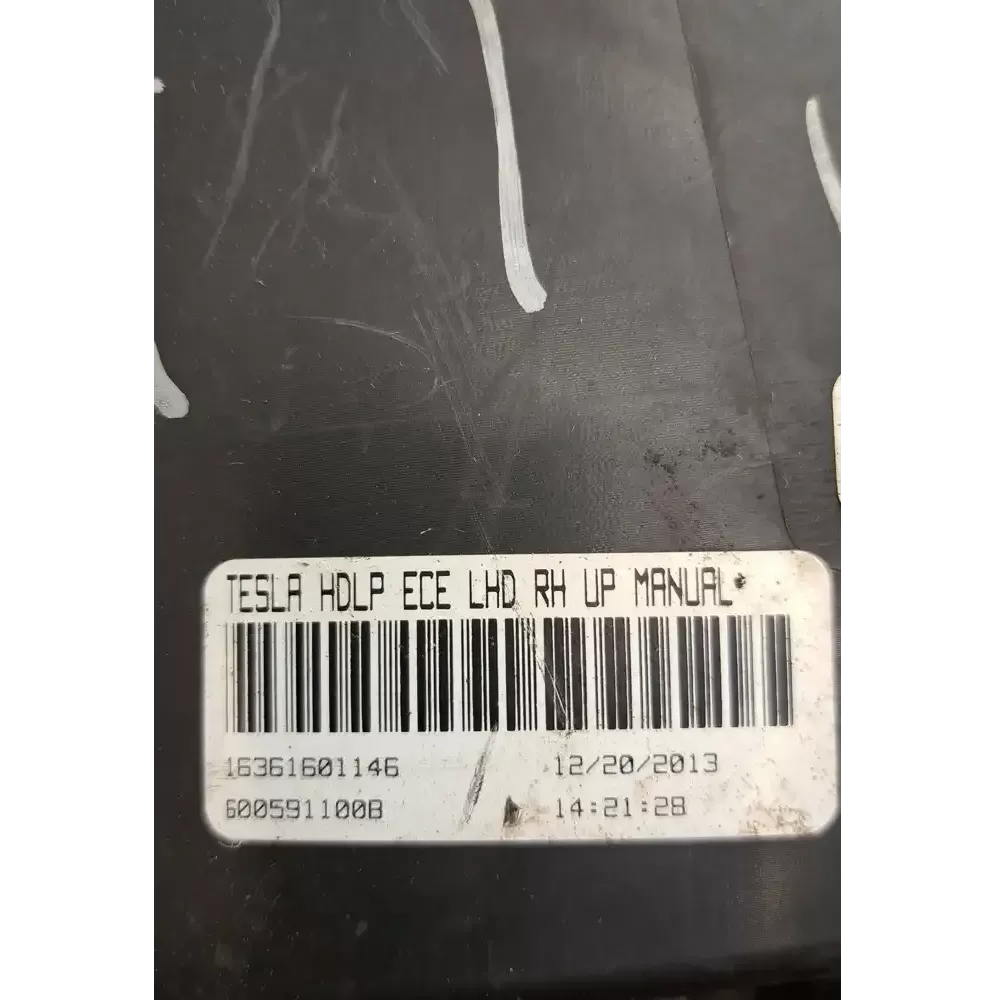 TESLA HDLP ECE LHD RH UP MANUAL*
16361601146 12/20/2013
600591100B 14:21:28